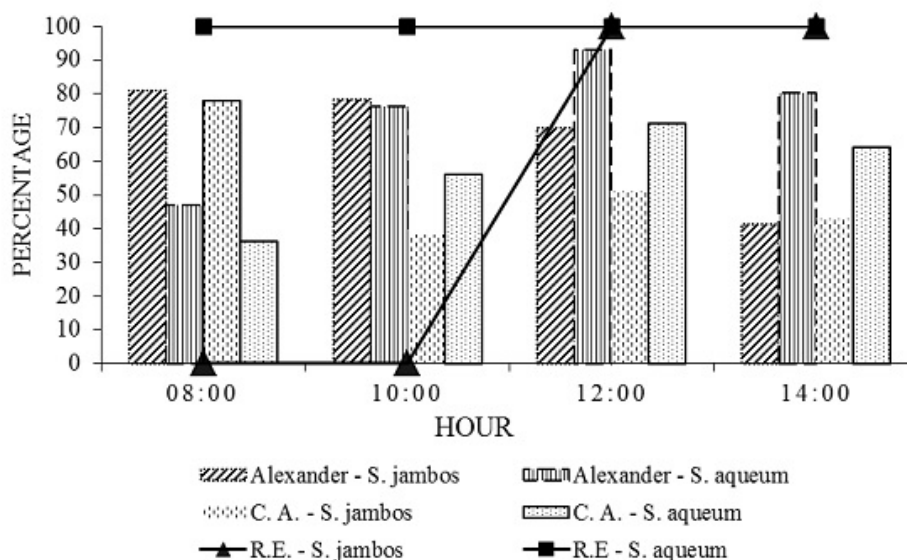 PERCENTAGE
100
90
80
70
60
50
40
30
20
10
0
08:00 10:00 12:00 14:00
HOUR
Alexander - S. jambos Alexander - S. aqueum
C. A. - S. jambos C. A. - S. aqueum
R.E. - S. jambos R.E - S. aqueum